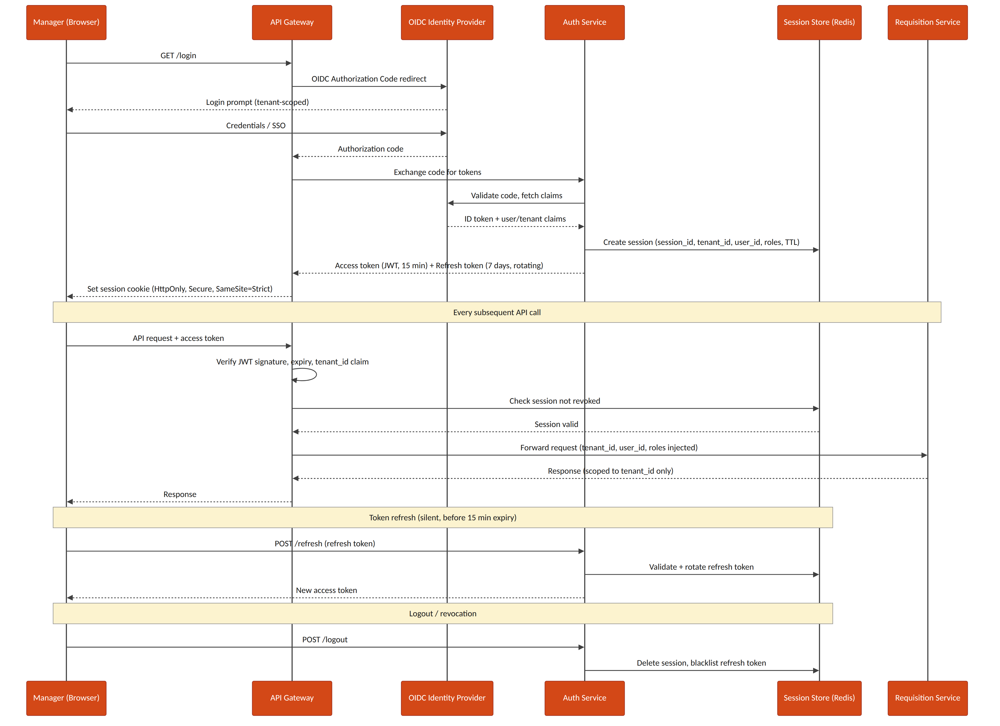 Manager (Browser)
API Gateway
OIDC Identity Provider
Auth Service
Session Store (Redis)
Requisition Service
GET /login
OIDC Authorization Code redirect
Login prompt (tenant-scoped)
Credentials / SSO
Authorization code
Exchange code for tokens
Validate code, fetch claims
ID token + user/tenant claims
Create session (session_id, tenant_id, user_id, roles, TTL)
Access token (JWT, 15 min) + Refresh token (7 days, rotating)
Set session cookie (HttpOnly, Secure, SameSite=Strict)
Every subsequent API call
API request + access token
Verify JWT signature, expiry, tenant_id claim
Check session not revoked
Session valid
Forward request (tenant_id, user_id, roles injected)
Response (scoped to tenant_id only)
Response
Token refresh (silent, before 15 min expiry)
POST /refresh (refresh token)
Validate + rotate refresh token
New access token
Logout / revocation
POST /logout
Delete session, blacklist refresh token
Manager (Browser)
API Gateway
OIDC Identity Provider
Auth Service
Session Store (Redis)
Requisition Service